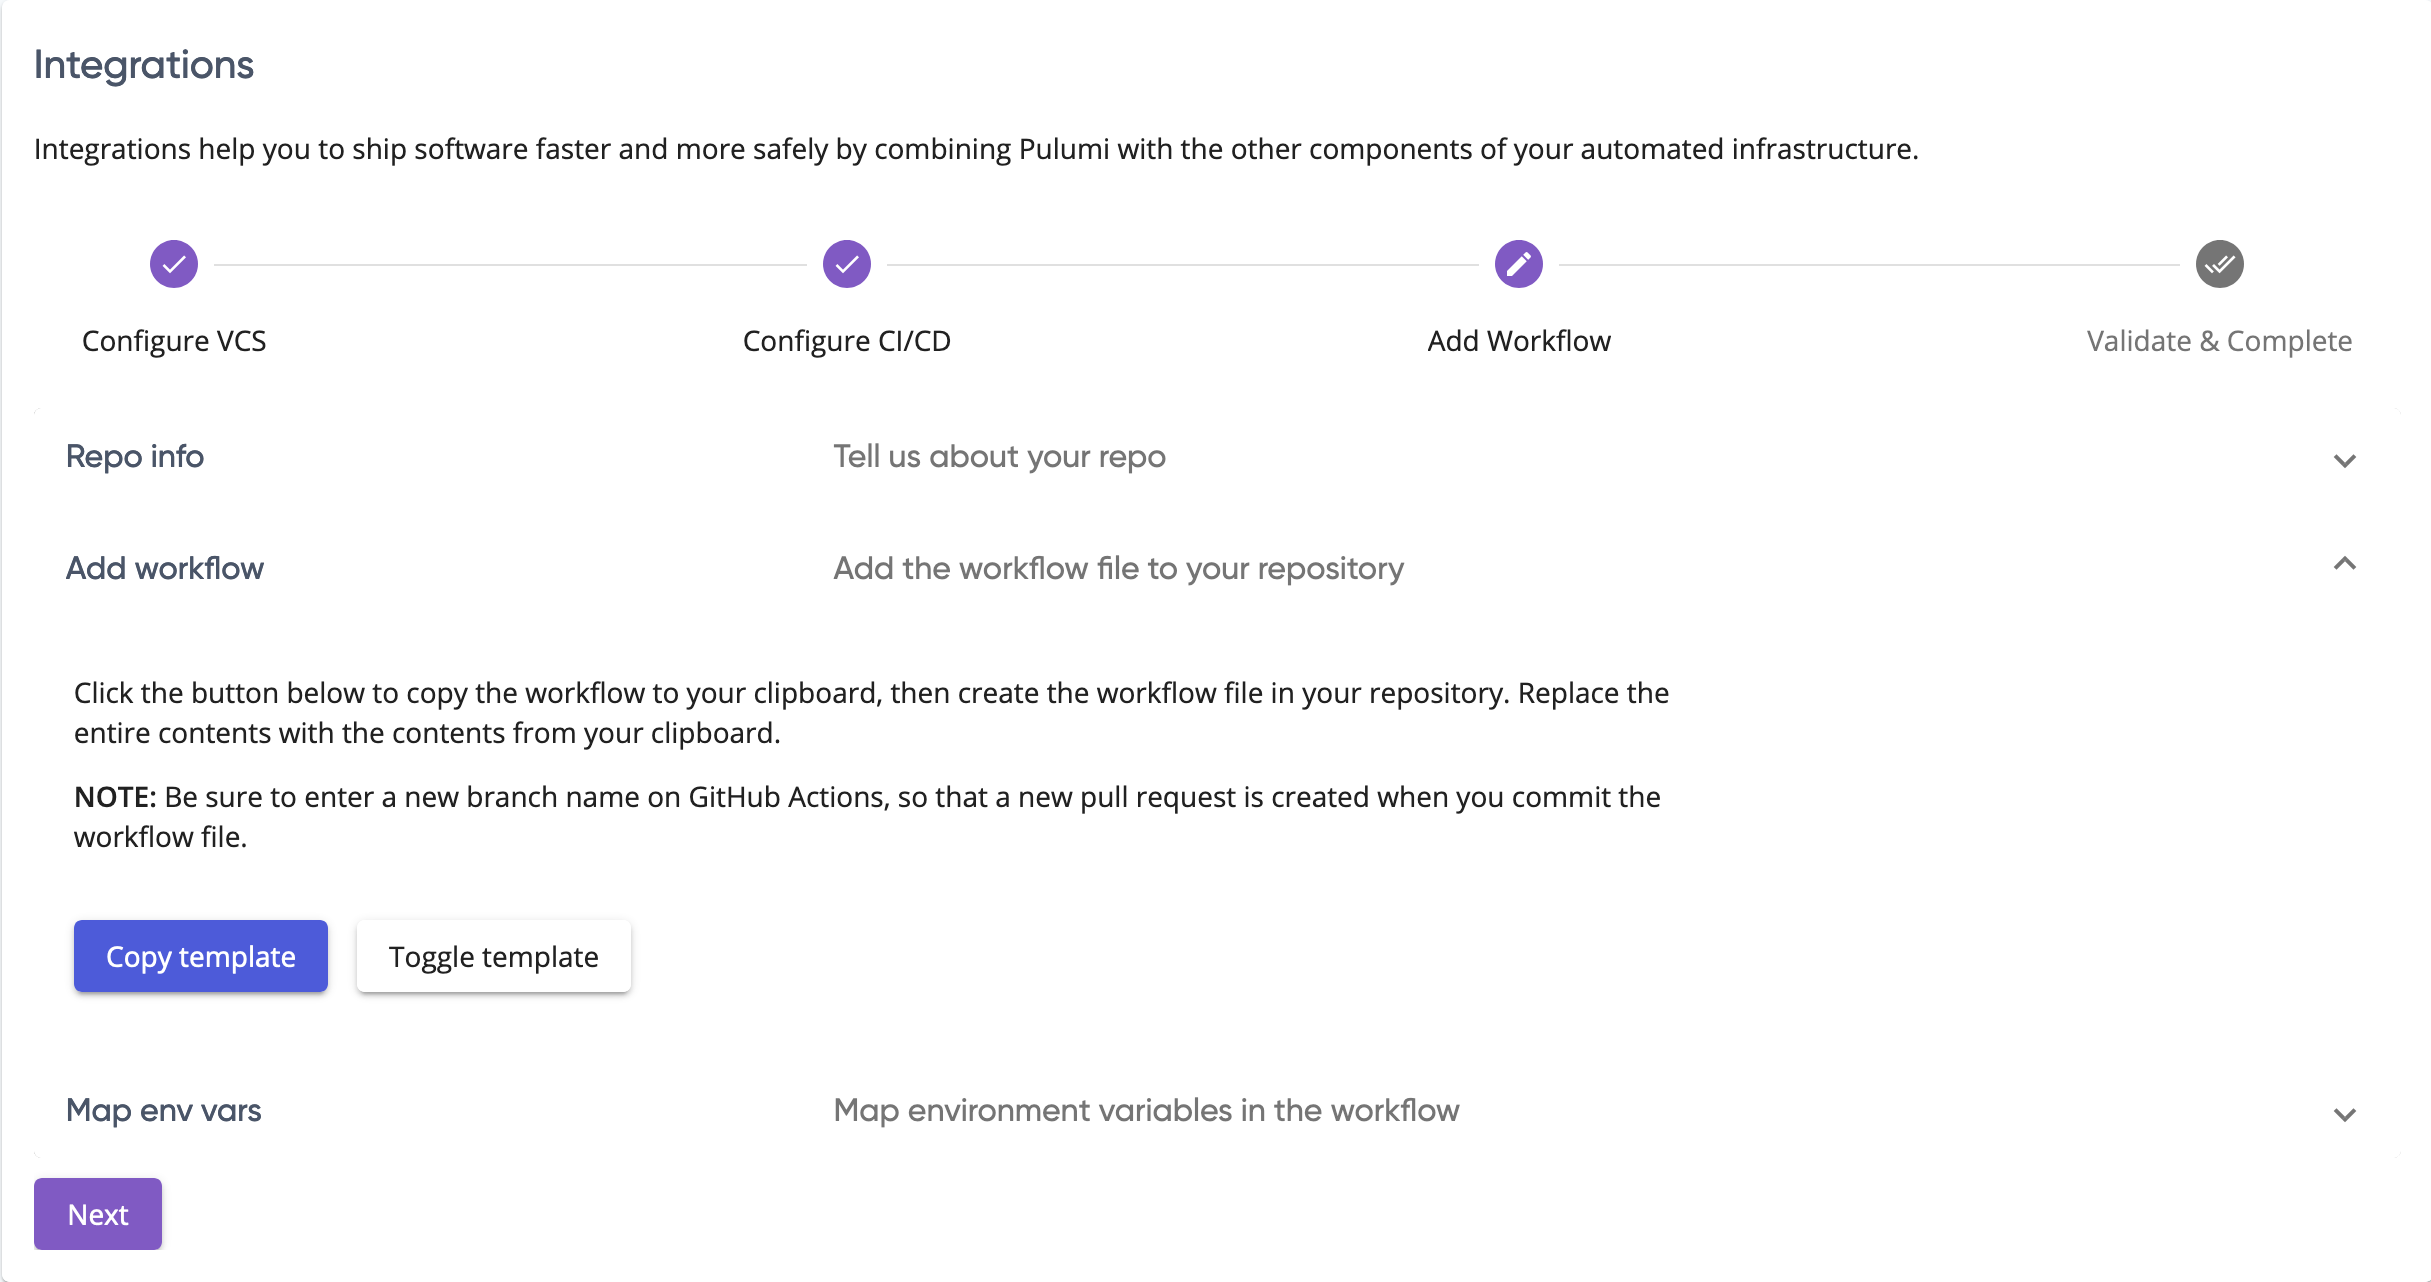 Integrations
Integrations help you to ship software faster and more safely by combining Pulumi with the other components of your automated infrastructure.
Configure VCS
Configure CI/CD
Add Workflow
Validate & Complete
Repo info
Tell us about your repo
Add workflow
Add the workflow file to your repository
Click the button below to copy the workflow to your clipboard, then create the workflow file in your repository. Replace the
entire contents with the contents from your clipboard.
NOTE: Be sure to enter a new branch name on GitHub Actions, so that a new pull request is created when you commit the
workflow file.
Copy template
Toggle template
Map env vars
Map environment variables in the workflow
Next